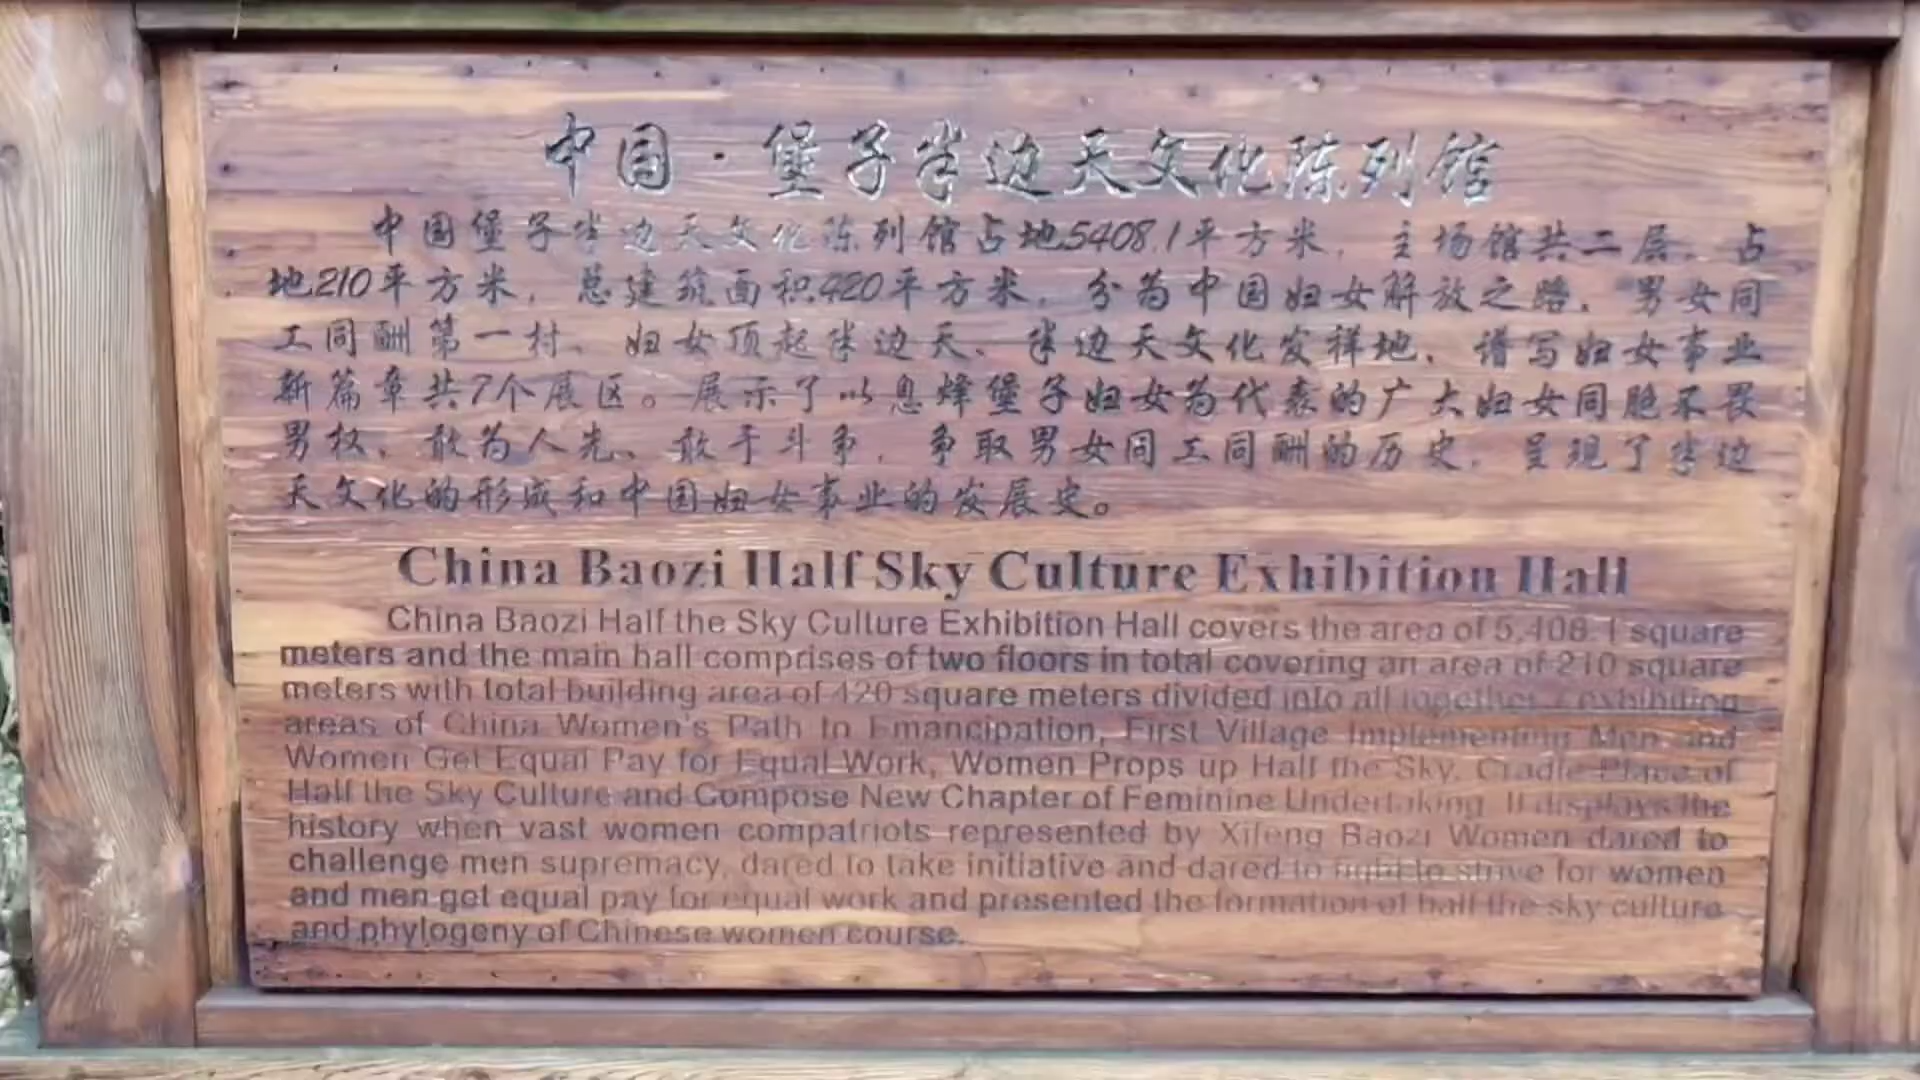 中国·堡子半边天文化陈列馆
中国堡子半边天文化陈列馆占地5408.1平方米，主场馆共二层，占
地210平方米，总建筑面积420平方米，分为中国妇女解放之路、男女同
工同酬第一村、妇女顶起半边天、半边天文化发祥地、谱写妇女事业
新篇章共7个展区。展示了以息烽堡子妇女为代表的广大妇女同胞不畏
男权、敢为人先、敢于斗争，争取男女同工同酬的历史，呈现了半边
天文化的形成和中国妇女事业的发展史。
China Baozi Half Sky Culture Exhibition Hall
China Baozi Half the Sky Culture Exhibition Hall covers the area of 5,408.1 square
meters and the main hall comprises of two floors in total covering an area of 210 square
meters with total building area of 420 square meters divided into all together 7 exhibition
areas of China Women's Path to Emancipation, First Village Implementing Men and
Women Get Equal Pay for Equal Work, Women Props up Half the Sky, Cradle Place of
Half the Sky Culture and Compose New Chapter of Feminine Undertaking. It displays the
history when vast women compatriots represented by Xifeng Baozi Women dared to
challenge men supremacy, dared to take initiative and dared to fight to strive for women
and men get equal pay for equal work and presented the formation of half the sky culture
and phylogeny of Chinese women course.